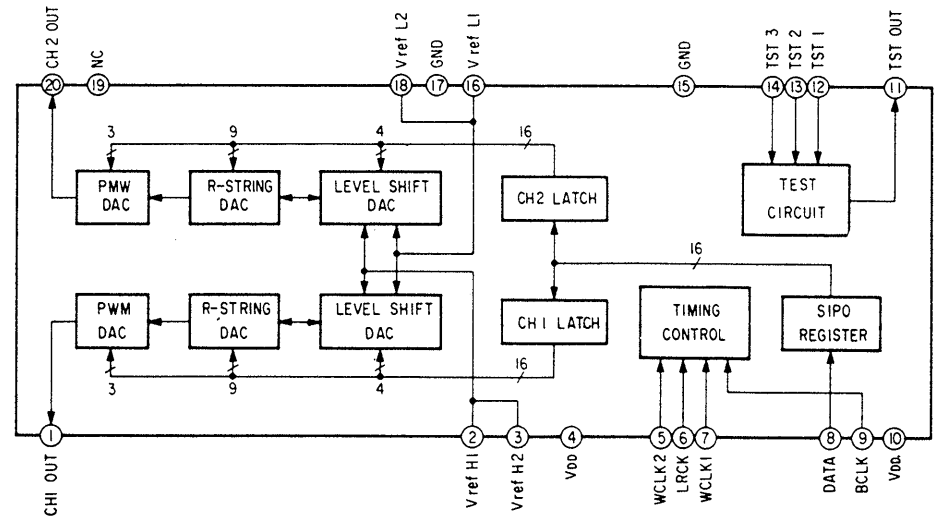 CH2 OUT
NC
Vref L2
GND
Vref L1
GND
TST 3
TST 2
TST 1
TST OUT
20
19
18
17
16
15
14
13
12
11
3
9
4
16
PMW
DAC
R-STRING
DAC
LEVEL SHIFT
DAC
CH2 LATCH
TEST
CIRCUIT
16
PWM
DAC
R-STRING
DAC
LEVEL SHIFT
DAC
CH1 LATCH
TIMING
CONTROL
SIPO
REGISTER
3
9
4
16
1
2
3
4
5
6
7
8
9
10
CH1 OUT
Vref H1
Vref H2
VDD
WCLK2
LRCK
WCLK1
DATA
BCLK
VDD.